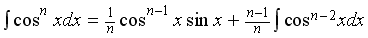 ∫cosⁿ xdx = 1/n cosⁿ⁻¹ x sin x + n−1/n ∫cosⁿ⁻² xdx